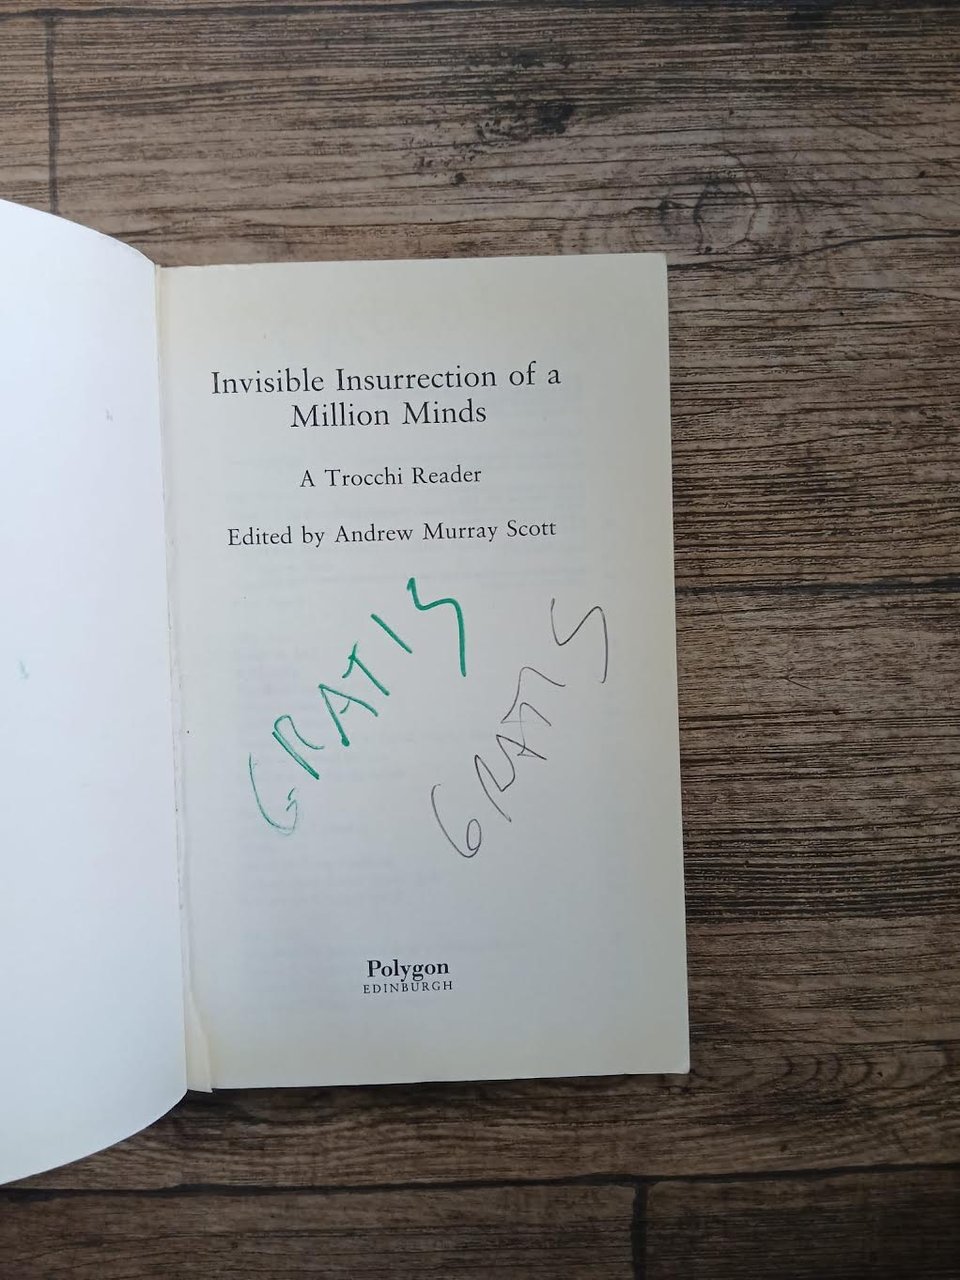 Invisible Insurrection of a
Million Minds
A Trocchi Reader
Edited by Andrew Murray Scott
GRATIS
GRATIS
Polygon
EDINBURGH